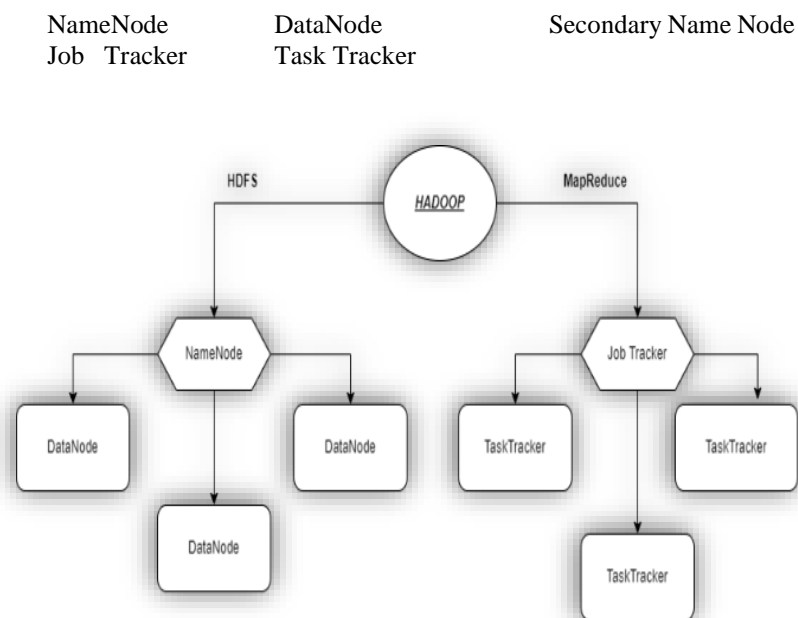 NameNode DataNode Secondary Name Node
Job Tracker Task Tracker
HDFS MapReduce
HADOOP
NameNode Job Tracker
DataNode DataNode TaskTracker TaskTracker
DataNode
TaskTracker